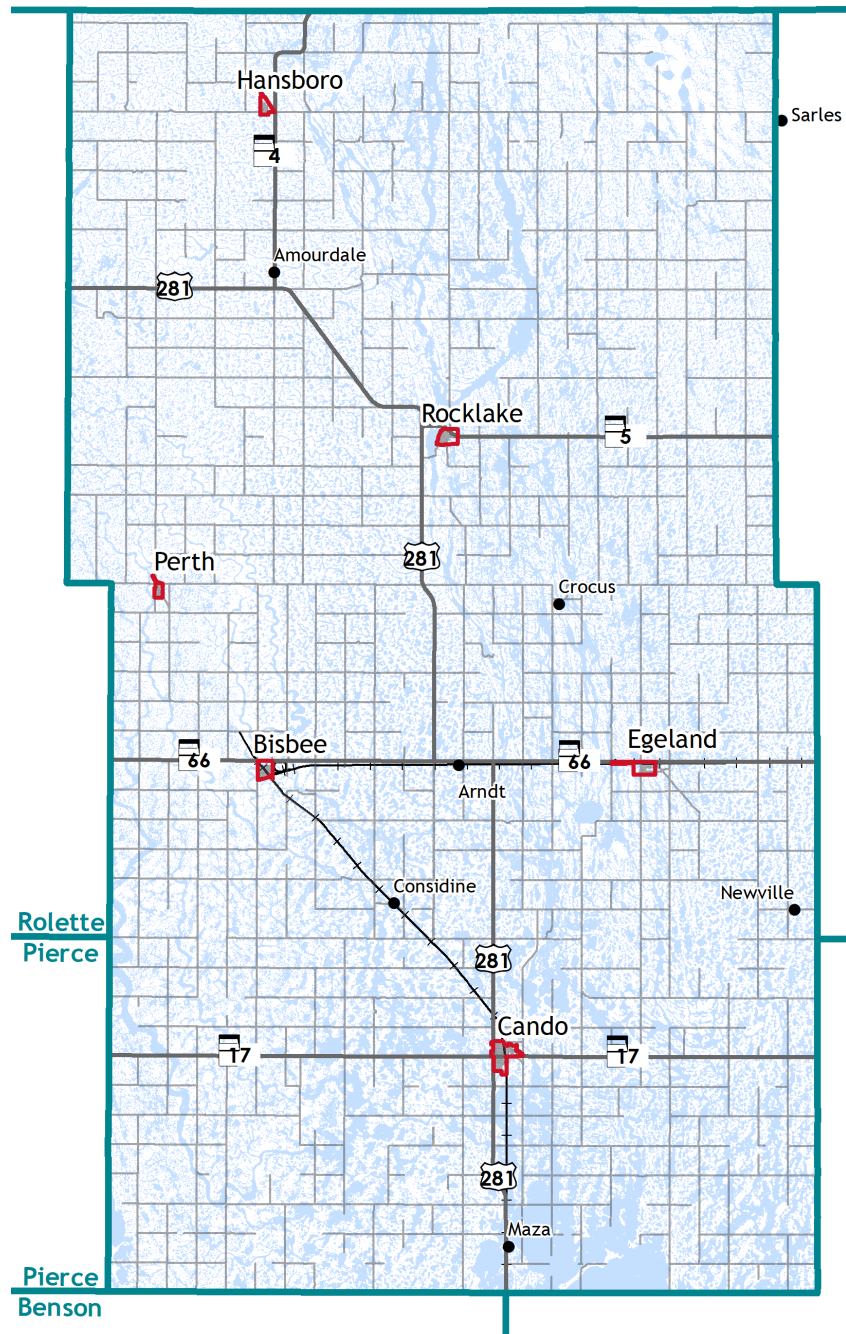 Hansboro
Sarles
4
Amourdale
281
Rocklake
5
281
Perth
Crocus
Egeland
Bisbee
66
66
Arndt
Considine
Newville
Rolette
Pierce
281
Cando
17
17
281
Maza
Pierce
Benson